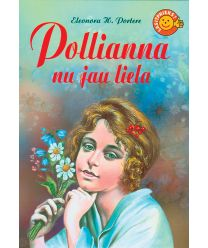 Eleonora H. Portere
Pollianna
nu jau liela